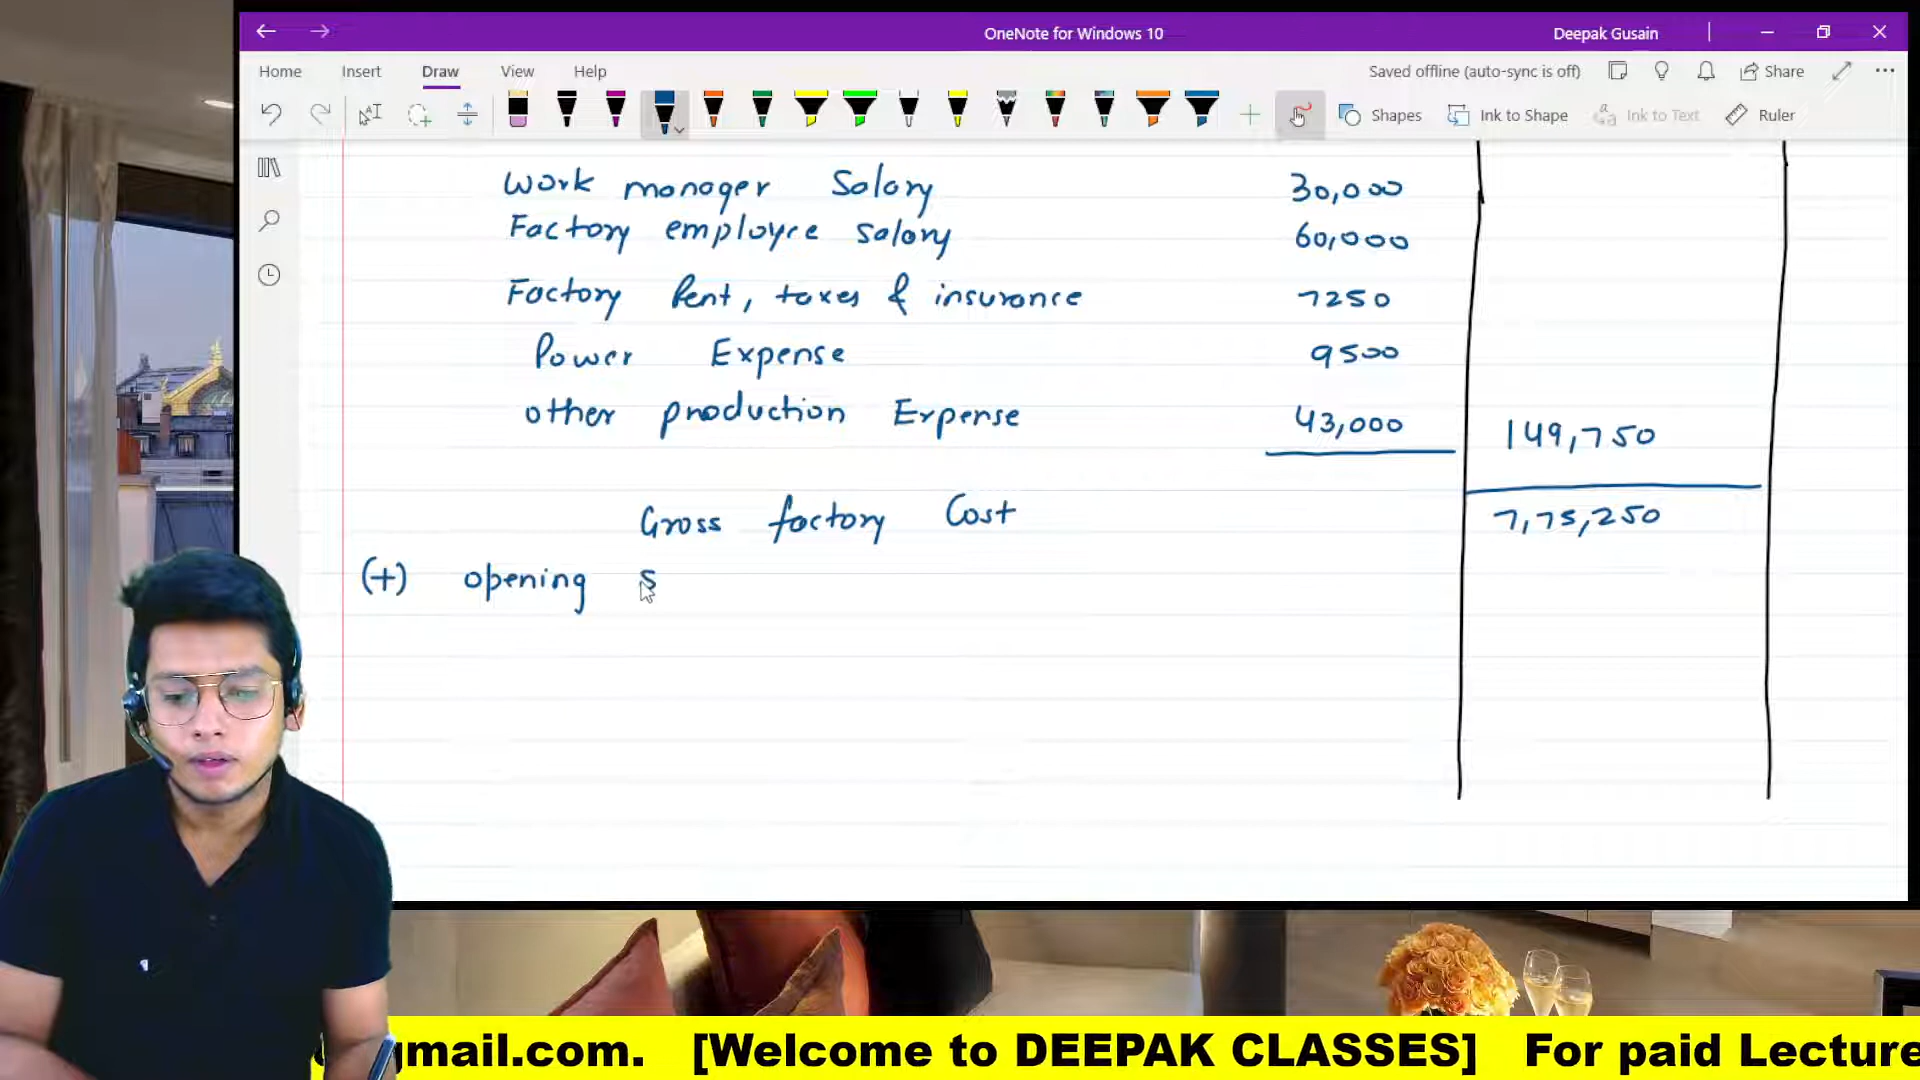 OneNote for Windows 10
Deepak Gusain
Home Insert Draw View Help
Saved offline (auto-sync is off)
Share
Shapes
Ink to Shape
Ink to Text
Ruler
Work manager Salary 30,000
Factory employee salary 60,000
Factory Rent, taxes & insurance 7250
Power Expense 9500
other production Expense 43,000 149,750
Gross factory Cost 7,75,250
(+) opening S
gmail.com. [Welcome to DEEPAK CLASSES] For paid Lecture